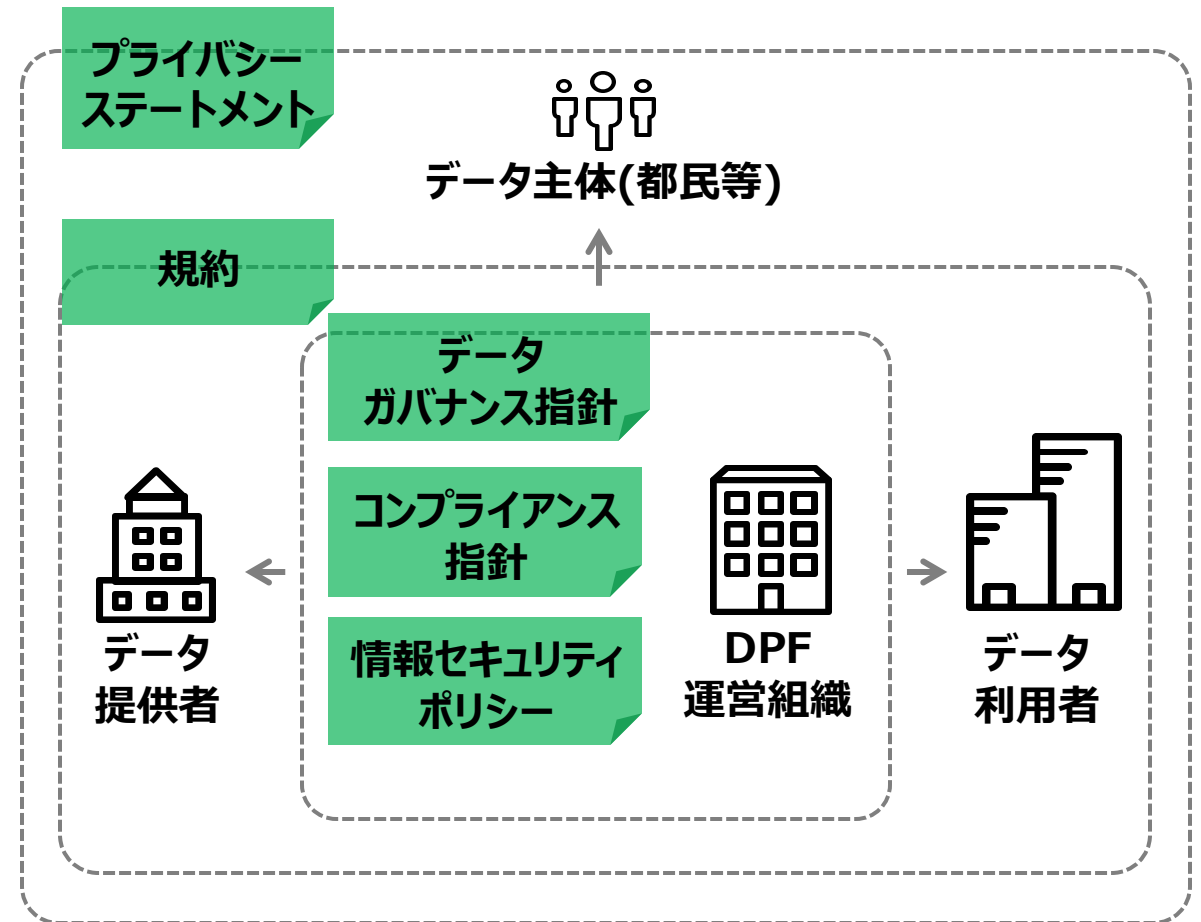 プライバシー
ステートメント
データ主体(都民等)
規約
データ
ガバナンス指針
コンプライアンス
指針
情報セキュリティ
ポリシー
データ
提供者
DPF
運営組織
データ
利用者